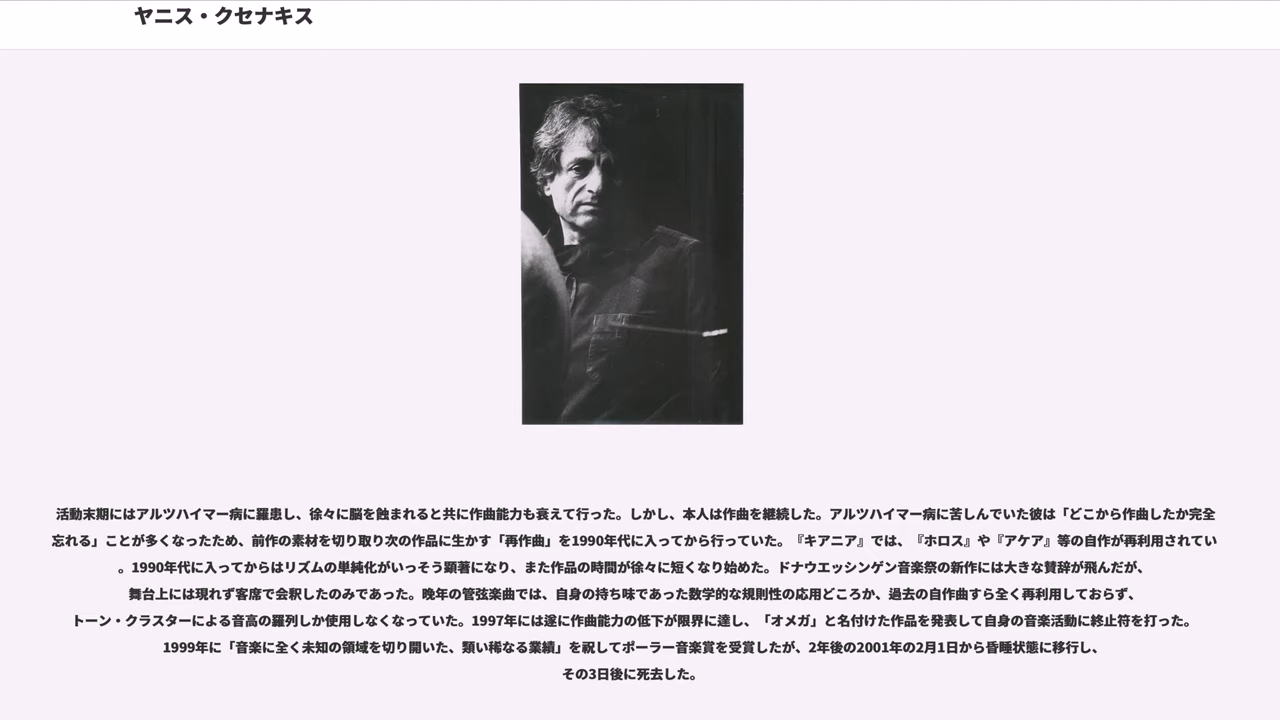 ヤニス・クセナキス
活動末期にはアルツハイマー病に羅患し、徐々に脳を蝕まれると共に作曲能力も衰えて行った。しかし、本人は作曲を継続した。アルツハイマー病に苦しんでいた彼は「どこから作曲したか完全
忘れる」ことが多くなったため、前作の素材を切り取り次の作品に生かす「再作曲」を1990年代に入ってから行っていた。『キアニア』では、『ホロス』や『アケア』等の自作が再利用されてい
。1990年代に入ってからはリズムの単純化がいっそう顕著になり、また作品の時間が徐々に短くなり始めた。ドナウエッシンゲン音楽祭の新作には大きな賛辞が飛んだが、
舞台上には現れず客席で会釈したのみであった。晩年の管弦楽曲では、自身の持ち味であった数学的な規則性の応用どころか、過去の自作曲すら全く再利用しておらず、
トーン・クラスターによる音高の羅列しか使用しなくなっていた。1997年には遂に作曲能力の低下が限界に達し、「オメガ」と名付けた作品を発表して自身の音楽活動に終止符を打った。
1999年に「音楽に全く未知の領域を切り開いた、類い稀なる業績」を祝してポーラー音楽賞を受賞したが、2年後の2001年の2月1日から昏睡状態に移行し、
その3日後に死去した。